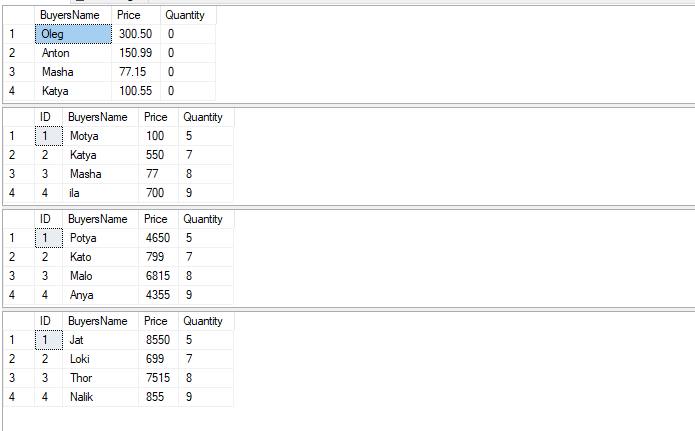 BuyersName Price Quantity
1 Oleg 300.50 0
2 Anton 150.99 0
3 Masha 77.15 0
4 Katya 100.55 0
ID BuyersName Price Quantity
1 1 Motya 100 5
2 2 Katya 550 7
3 3 Masha 77 8
4 4 ila 700 9
ID BuyersName Price Quantity
1 1 Potya 4650 5
2 2 Kato 799 7
3 3 Malo 6815 8
4 4 Anya 4355 9
ID BuyersName Price Quantity
1 1 Jat 8550 5
2 2 Loki 699 7
3 3 Thor 7515 8
4 4 Nalik 855 9